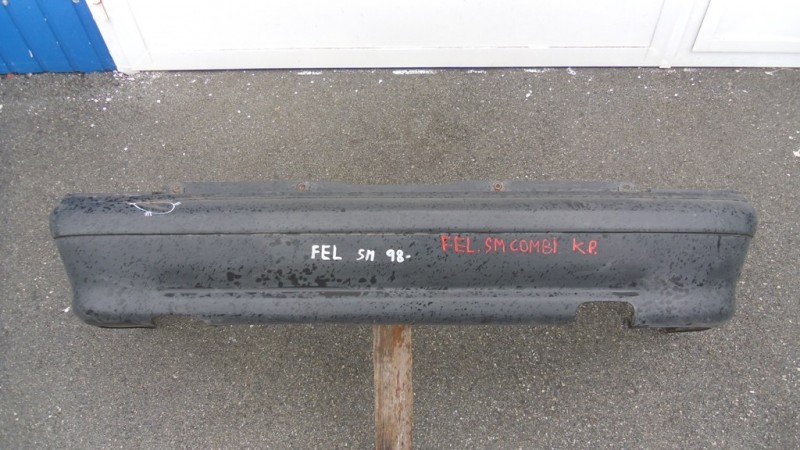 FEL SM 98-
FEL. SM COMBI K.P.